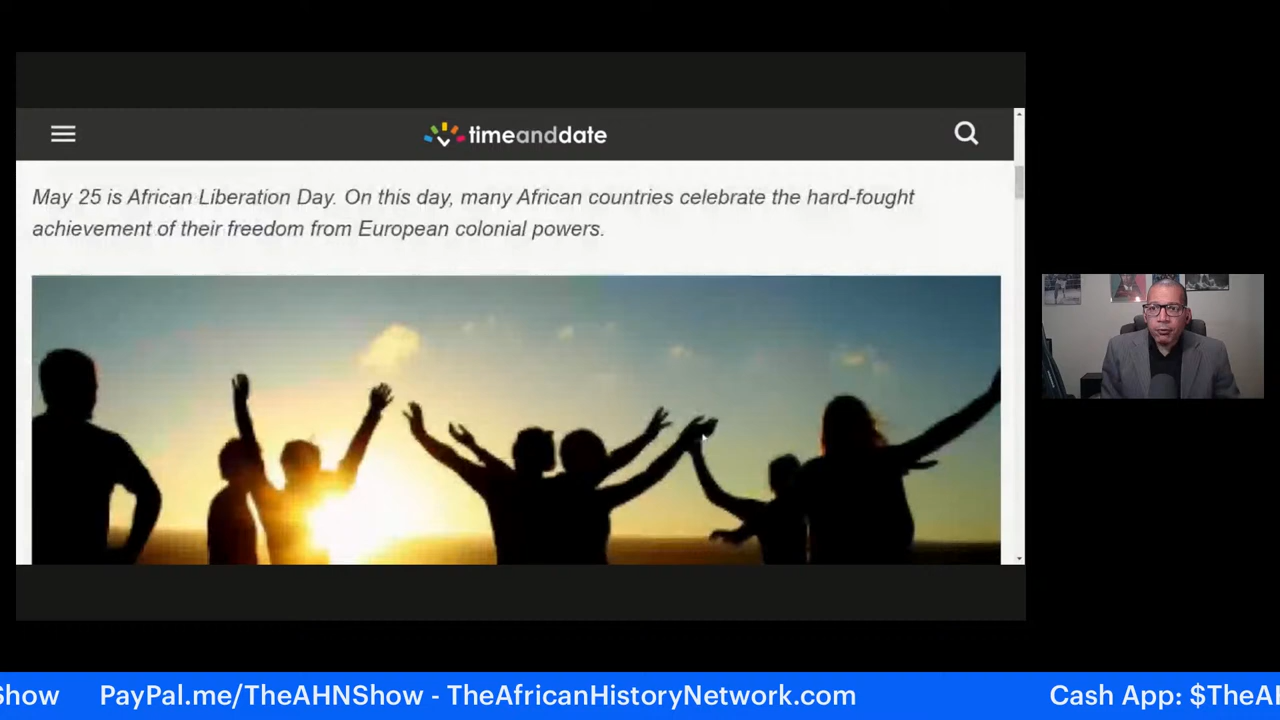 timeanddate
May 25 is African Liberation Day. On this day, many African countries celebrate the hard-fought
achievement of their freedom from European colonial powers.
Show PayPal.me/TheAHNShow - TheAfricanHistoryNetwork.com Cash App: $TheAH